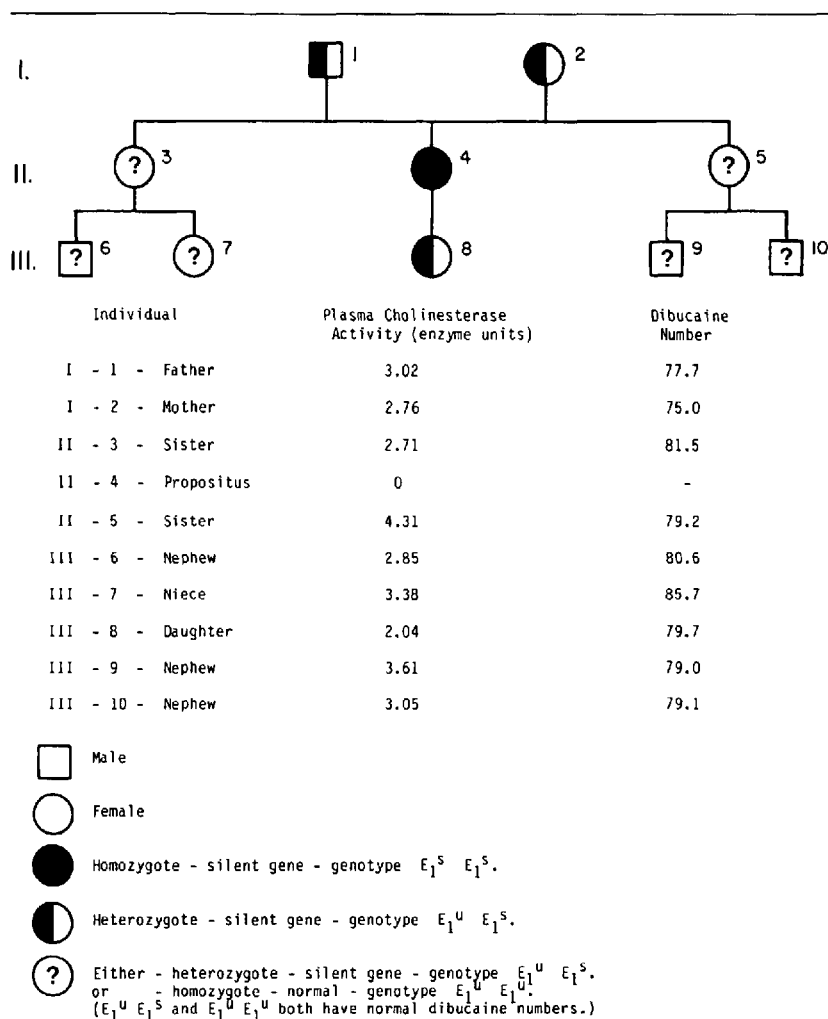 I.
1
2
II.
? 3
4
? 5
III.
? 6
? 7
8
? 9
? 10
Individual Plasma Cholinesterase Activity (enzyme units) Dibucaine Number
I - 1 - Father 3.02 77.7
I - 2 - Mother 2.76 75.0
II - 3 - Sister 2.71 81.5
II - 4 - Propositus 0 -
II - 5 - Sister 4.31 79.2
III - 6 - Nephew 2.85 80.6
III - 7 - Niece 3.38 85.7
III - 8 - Daughter 2.04 79.7
III - 9 - Nephew 3.61 79.0
III - 10 - Nephew 3.05 79.1
Male
Female
Homozygote - silent gene - genotype E₁ˢ E₁ˢ.
Heterozygote - silent gene - genotype E₁ᵘ E₁ˢ.
? Either - heterozygote - silent gene - genotype E₁ᵘ E₁ˢ.
or - homozygote - normal - genotype E₁ᵘ E₁ᵘ.
(E₁ᵘ E₁ˢ and E₁ᵘ E₁ᵘ both have normal dibucaine numbers.)